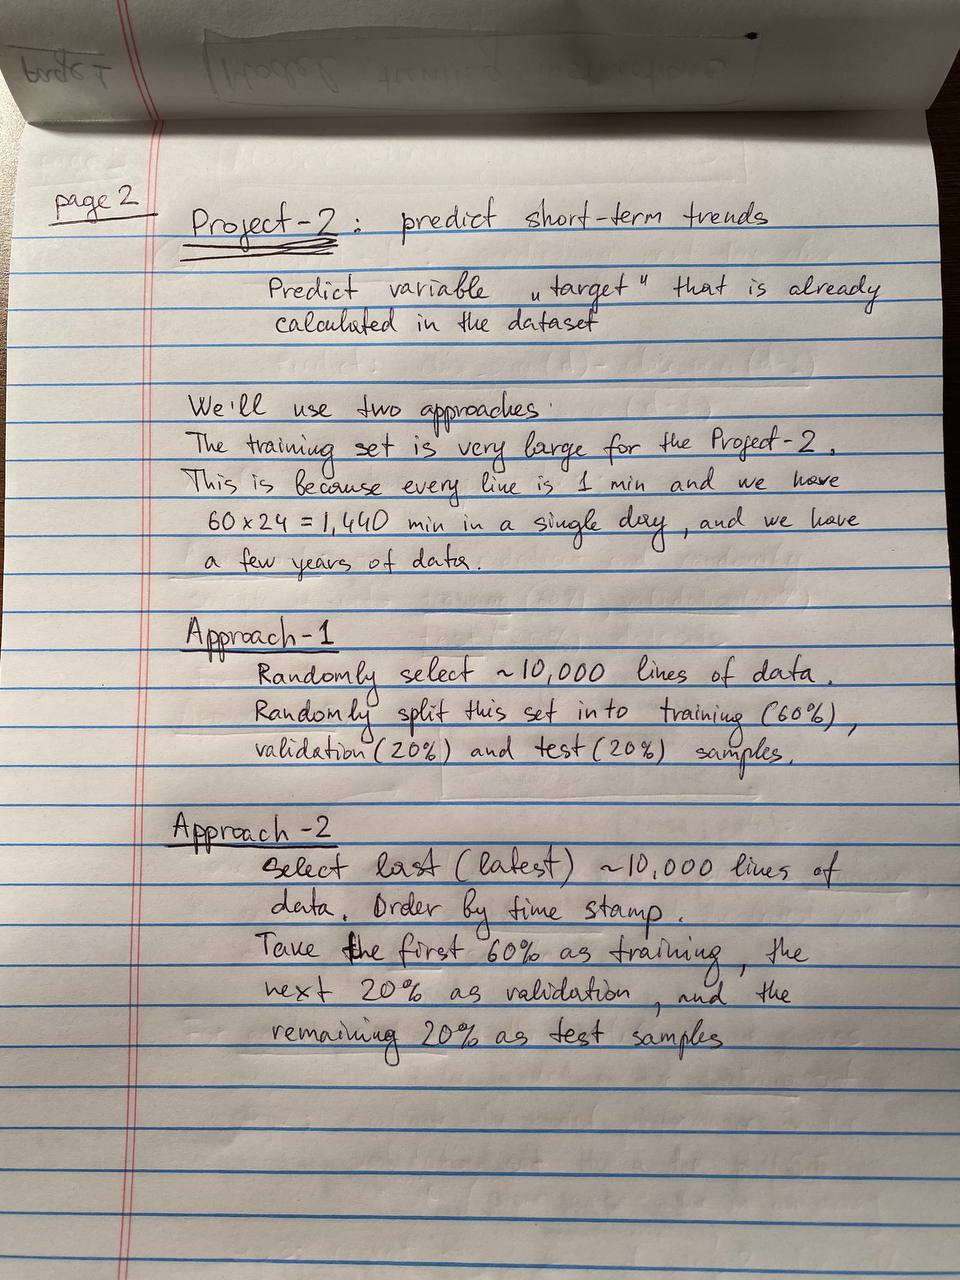 page 2
Project-2: predict short-term trends
Predict variable „target" that is already
calculated in the dataset
We'll use two approaches.
The training set is very large for the Project-2.
This is because every line is 1 min and we have
60 x 24 = 1,440 min in a single day, and we have
a few years of data.
Approach-1
Randomly select ~10,000 lines of data.
Randomly split this set in into training (60%),
validation (20%) and test (20%) samples.
Approach-2
Select last (latest) ~10,000 lines of
data. Order by time stamp.
Take the first 60% as training, the
next 20% as validation, and the
remaining 20% as test samples